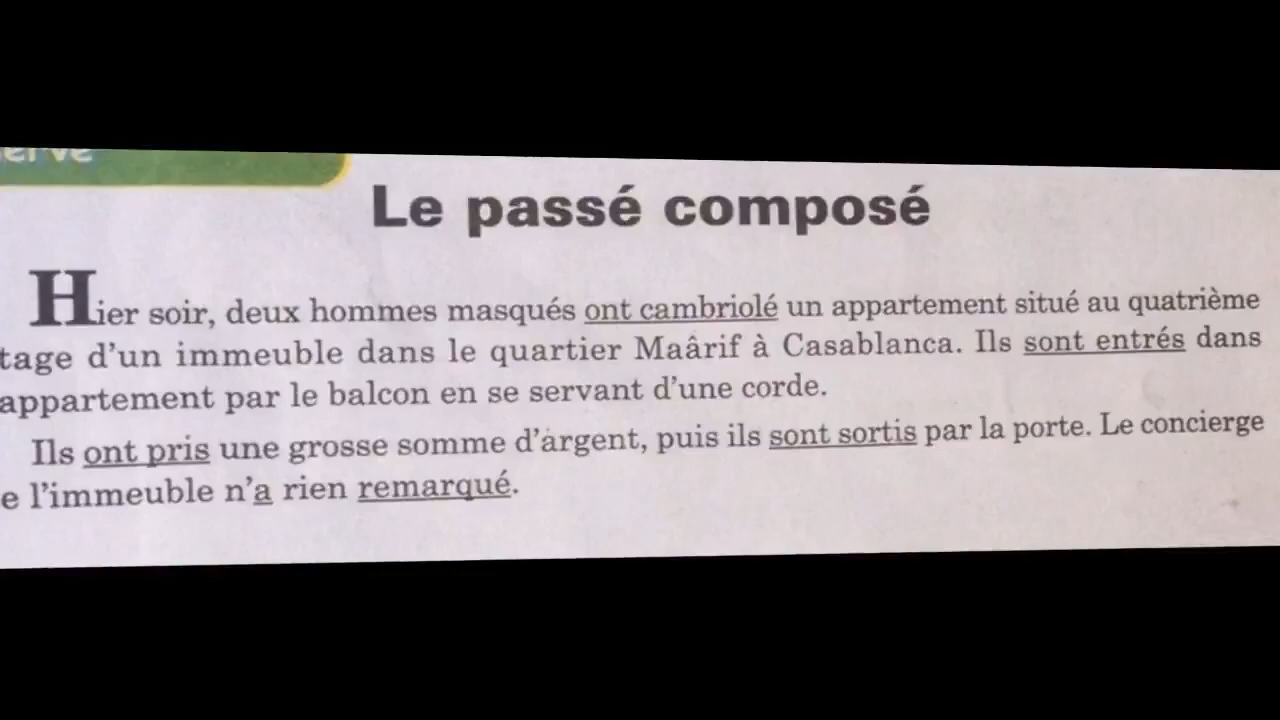 Le passé composé
Hier soir, deux hommes masqués ont cambriolé un appartement situé au quatrième
tage d'un immeuble dans le quartier Maârif à Casablanca. Ils sont entrés dans
appartement par le balcon en se servant d'une corde.
Ils ont pris une grosse somme d'argent, puis ils sont sortis par la porte. Le concierge
e l'immeuble n'a rien remarqué.